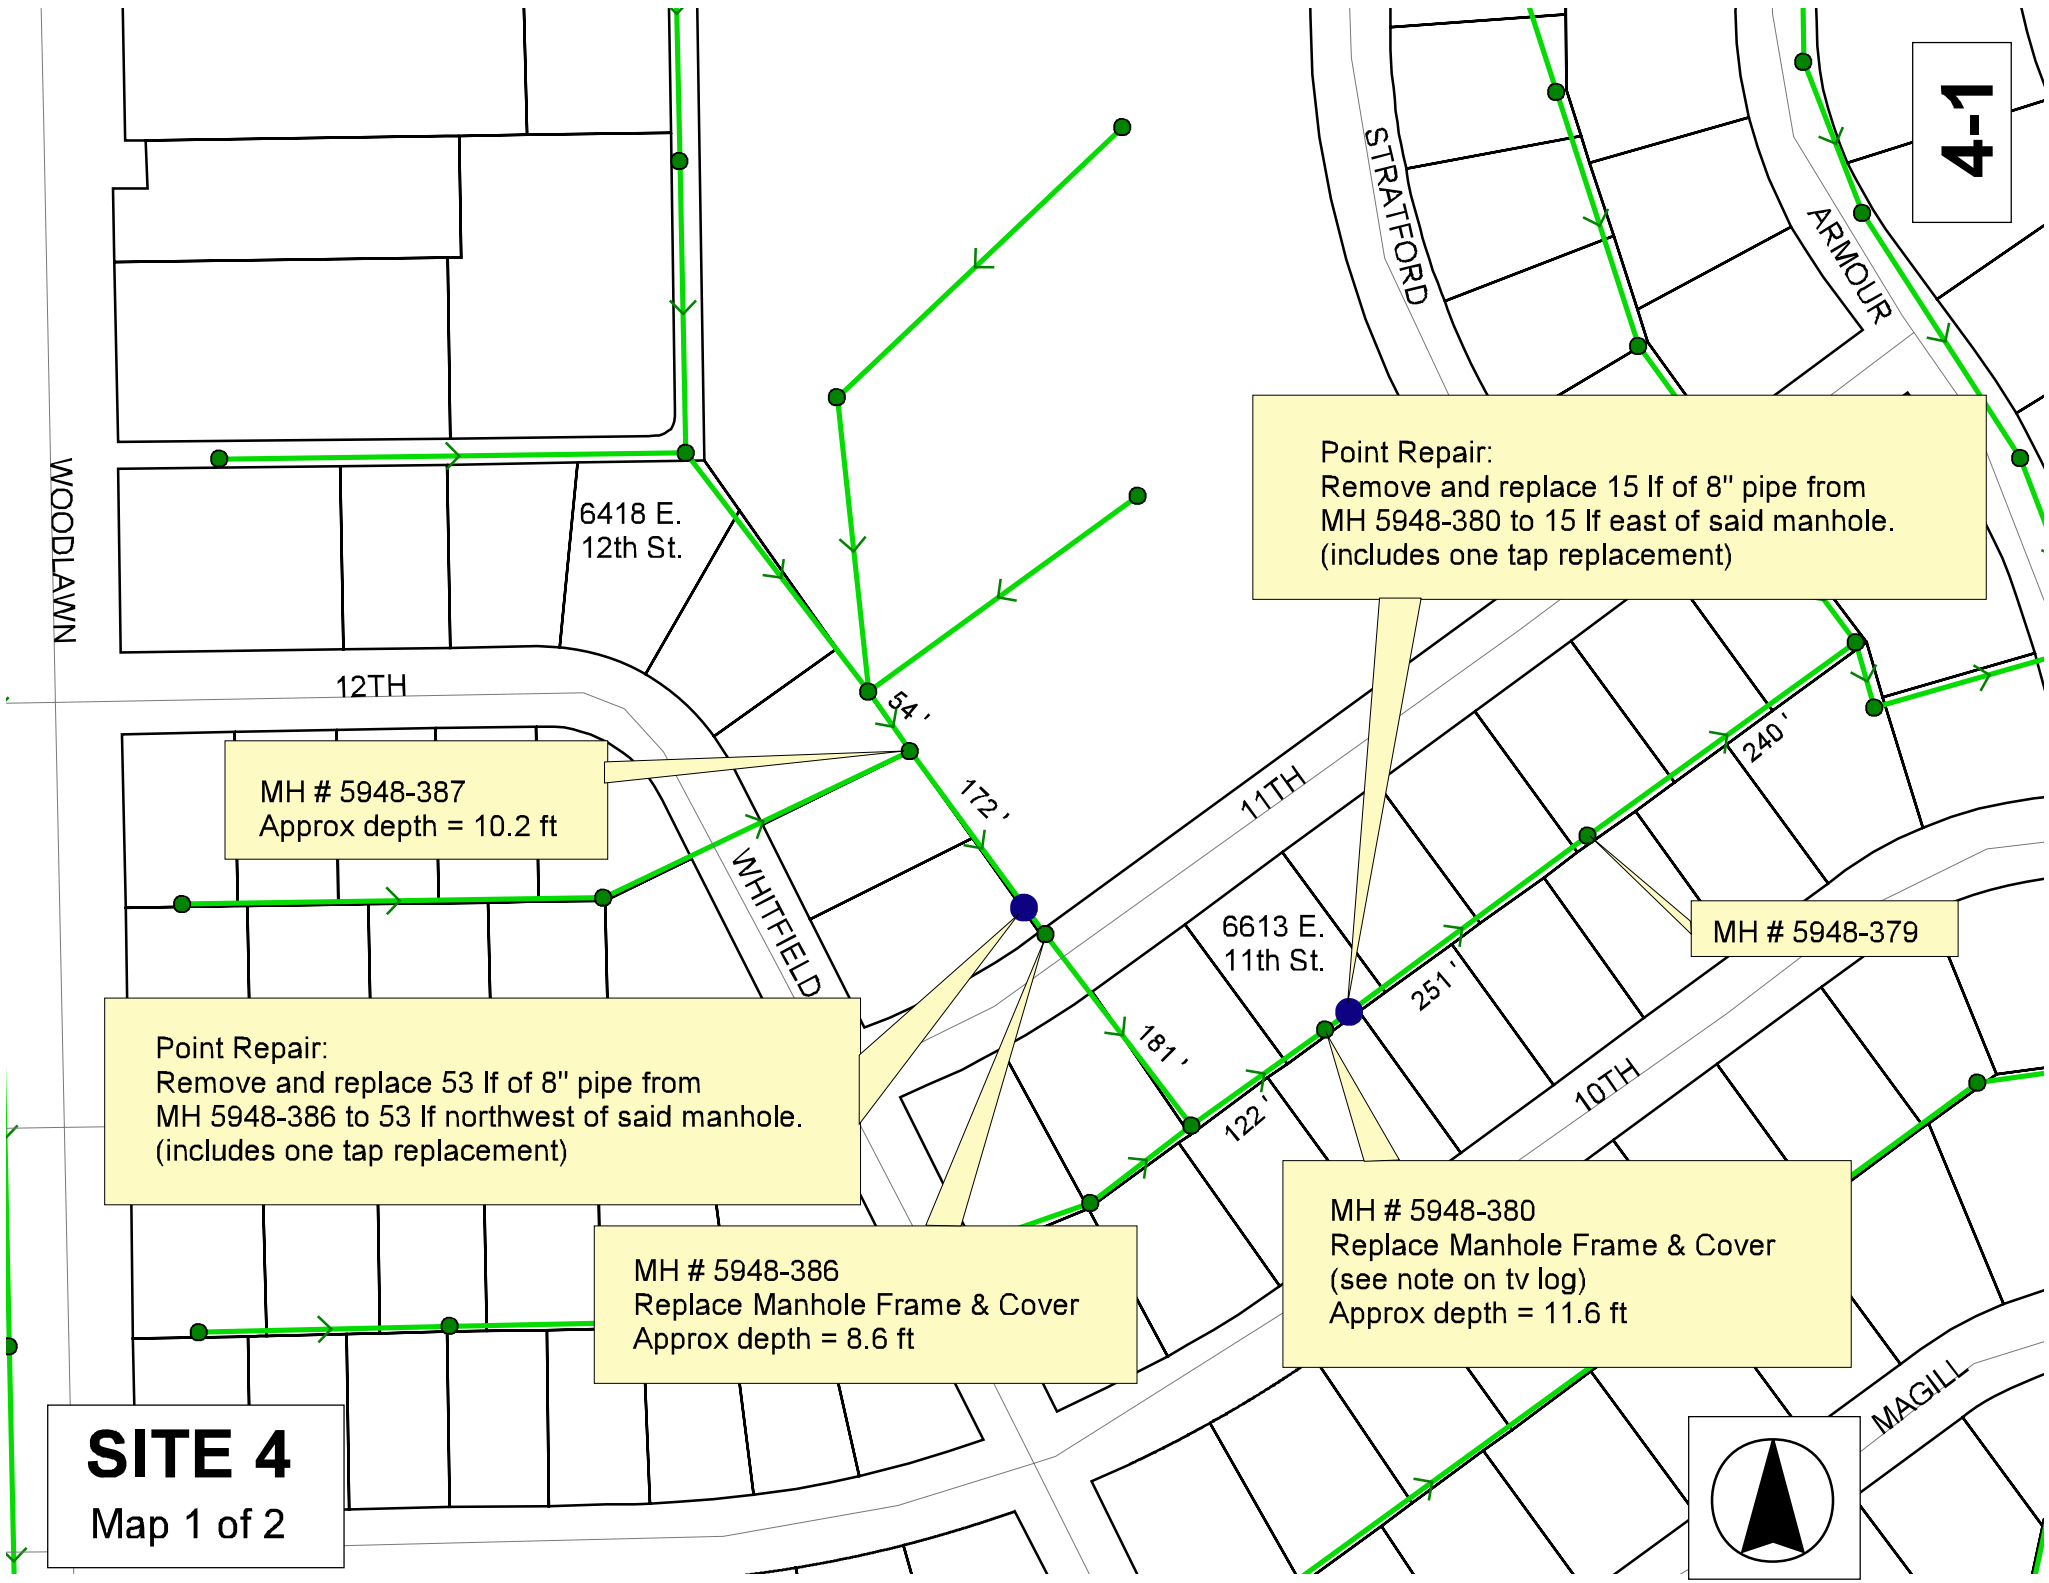 4-1
STRATFORD
ARMOUR
Point Repair:
Remove and replace 15 lf of 8" pipe from
MH 5948-380 to 15 lf east of said manhole.
(includes one tap replacement)
WOODLAWN
6418 E.
12th St.
12TH
54 '
MH # 5948-387
Approx depth = 10.2 ft
172 '
11TH
240 '
WHITFIELD
6613 E.
11th St.
MH # 5948-379
251 '
Point Repair:
Remove and replace 53 lf of 8" pipe from
MH 5948-386 to 53 lf northwest of said manhole.
(includes one tap replacement)
181 '
122 '
10TH
MH # 5948-386
Replace Manhole Frame & Cover
Approx depth = 8.6 ft
MH # 5948-380
Replace Manhole Frame & Cover
(see note on tv log)
Approx depth = 11.6 ft
MAGILL
SITE 4
Map 1 of 2